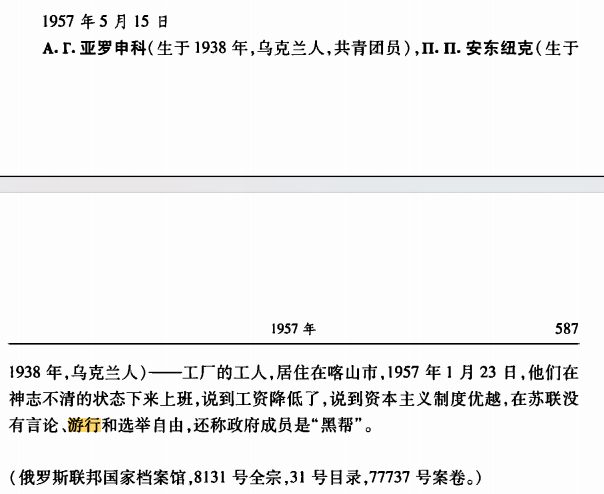 1957 年 5 月 15 日
А. Г. 亚罗申科(生于 1938 年,乌克兰人,共青团员),П. П. 安东纽克(生于
1957 年
587
1938 年,乌克兰人)——工厂的工人,居住在喀山市,1957 年 1 月 23 日,他们在
神志不清的状态下来上班,说到工资降低了,说到资本主义制度优越,在苏联没
有言论、游行和选举自由,还称政府成员是“黑帮”。
(俄罗斯联邦国家档案馆,8131 号全宗,31 号目录,77737 号案卷。)